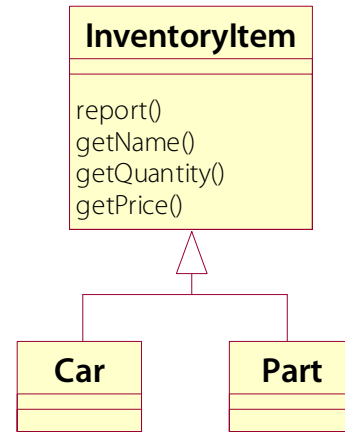 InventoryItem
report()
getName()
getQuantity()
getPrice()
Car
Part